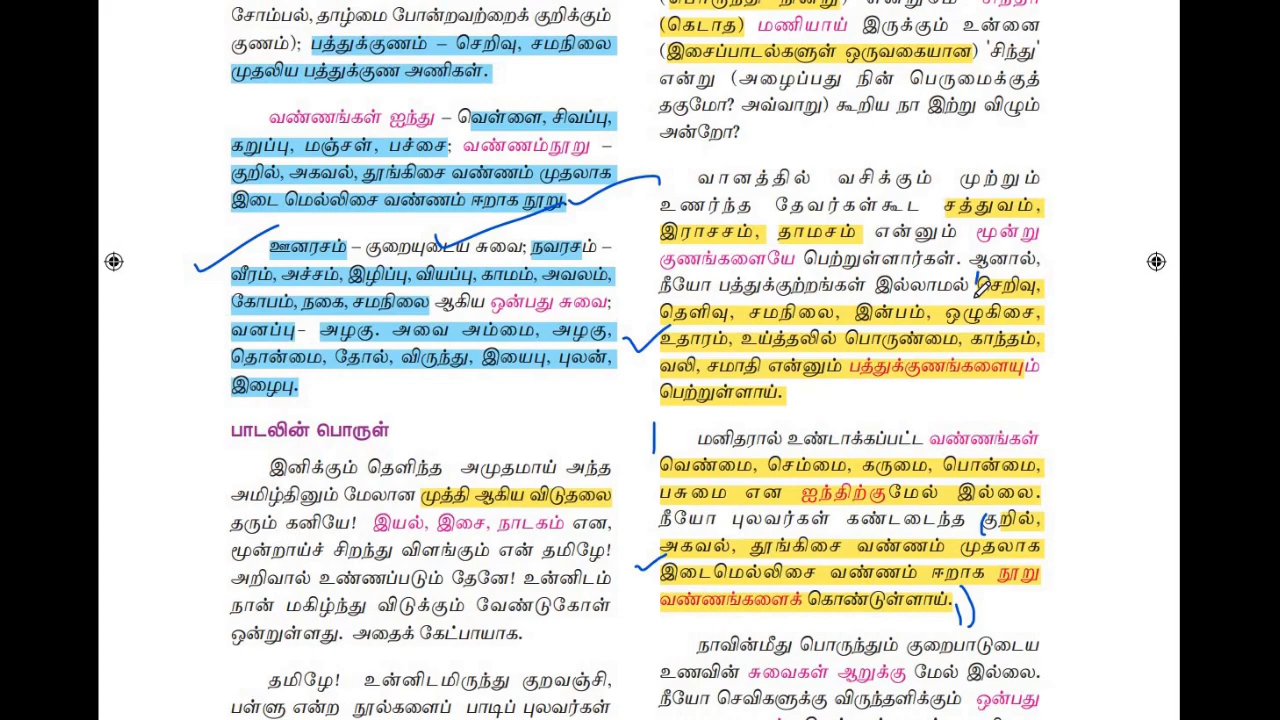 சோம்பல், தாழ்மை போன்றவற்றைக் குறிக்கும்
குணம்); பத்துக்குணம் – செறிவு, சமநிலை
முதலிய பத்துக்குண அணிகள்.
வண்ணங்கள் ஐந்து – வெள்ளை, சிவப்பு,
கறுப்பு, மஞ்சள், பச்சை; வண்ணம்நூறு –
குறில், அகவல், தூங்கிசை வண்ணம் முதலாக
இடை மெல்லிசை வண்ணம் ஈறாக நூறு.
ஊனரசம் – குறையுடைய சுவை; நவரசம் –
வீரம், அச்சம், இழிப்பு, வியப்பு, காமம், அவலம்,
கோபம், நகை, சமநிலை ஆகிய ஒன்பது சுவை;
வனப்பு– அழகு. அவை அம்மை, அழகு,
தொன்மை, தோல், விருந்து, இயைபு, புலன்,
இழைபு.
பாடலின் பொருள்
இனிக்கும் தெளிந்த அமுதமாய் அந்த
அமிழ்தினும் மேலான முத்தி ஆகிய விடுதலை
தரும் கனியே! இயல், இசை, நாடகம் என,
மூன்றாய்ச் சிறந்து விளங்கும் என் தமிழே!
அறிவால் உண்ணப்படும் தேனே! உன்னிடம்
நான் மகிழ்ந்து விடுக்கும் வேண்டுகோள்
ஒன்றுள்ளது. அதைக் கேட்பாயாக.
தமிழே! உன்னிடமிருந்து குறவஞ்சி,
பள்ளு என்ற நூல்களைப் பாடிப் புலவர்கள்
(கெடாத) மணியாய் இருக்கும் உன்னை
(இசைப்பாடல்களுள் ஒருவகையான) 'சிந்து'
என்று (அழைப்பது நின் பெருமைக்குத்
தகுமோ? அவ்வாறு) கூறிய நா இற்று விழும்
அன்றோ?
வானத்தில் வசிக்கும் முற்றும்
உணர்ந்த தேவர்கள்கூட சத்துவம்,
இராசசம், தாமசம் என்னும் மூன்று
குணங்களையே பெற்றுள்ளார்கள். ஆனால்,
நீயோ பத்துக்குற்றங்கள் இல்லாமல் செறிவு,
தெளிவு, சமநிலை, இன்பம், ஒழுகிசை,
உதாரம், உய்த்தலில் பொருண்மை, காந்தம்,
வலி, சமாதி என்னும் பத்துக்குணங்களையும்
பெற்றுள்ளாய்.
மனிதரால் உண்டாக்கப்பட்ட வண்ணங்கள்
வெண்மை, செம்மை, கருமை, பொன்மை,
பசுமை என ஐந்திற்குமேல் இல்லை.
நீயோ புலவர்கள் கண்டடைந்த குறில்,
அகவல், தூங்கிசை வண்ணம் முதலாக
இடைமெல்லிசை வண்ணம் ஈறாக நூறு
வண்ணங்களைக் கொண்டுள்ளாய்.
நாவின்மீது பொருந்தும் குறைபாடுடைய
உணவின் சுவைகள் ஆறுக்கு மேல் இல்லை.
நீயோ செவிகளுக்கு விருந்தளிக்கும் ஒன்பது